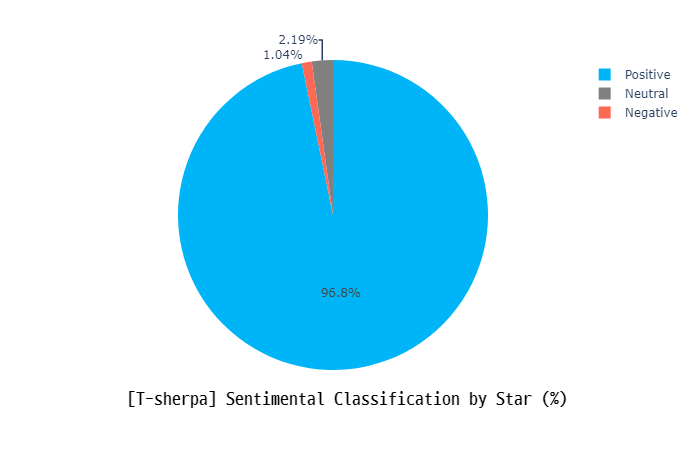 2.19%
1.04%
Positive
Neutral
Negative
96.8%
[T-sherpa] Sentimental Classification by Star (%)